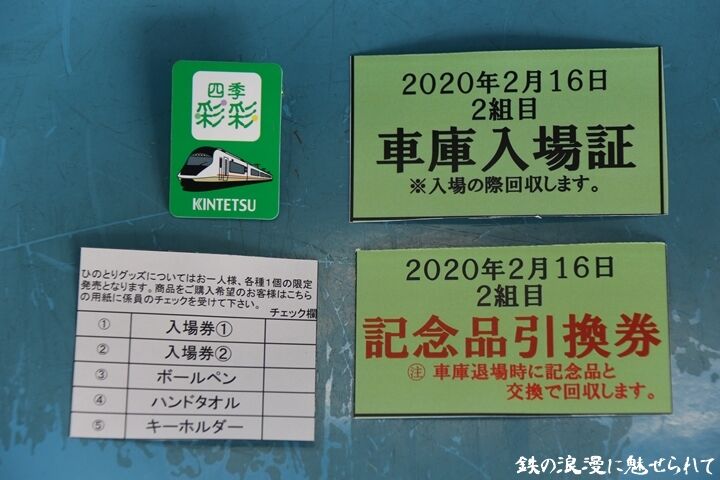 四季
彩彩
KINTETSU
2020年2月16日
2組目
車庫入場証
※入場の際回収します。
ひのとりグッズについてはお一人様、各種1個の限定
発売となります。商品をご購入希望のお客様はこちら
の用紙に係員のチェックを受けて下さい。
チェック欄
① 入場券①
② 入場券②
③ ボールペン
④ ハンドタオル
⑤ キーホルダー
2020年2月16日
2組目
記念品引換券
㊟ 車庫退場時に記念品と
交換で回収します。
鉄の浪漫に魅せられて